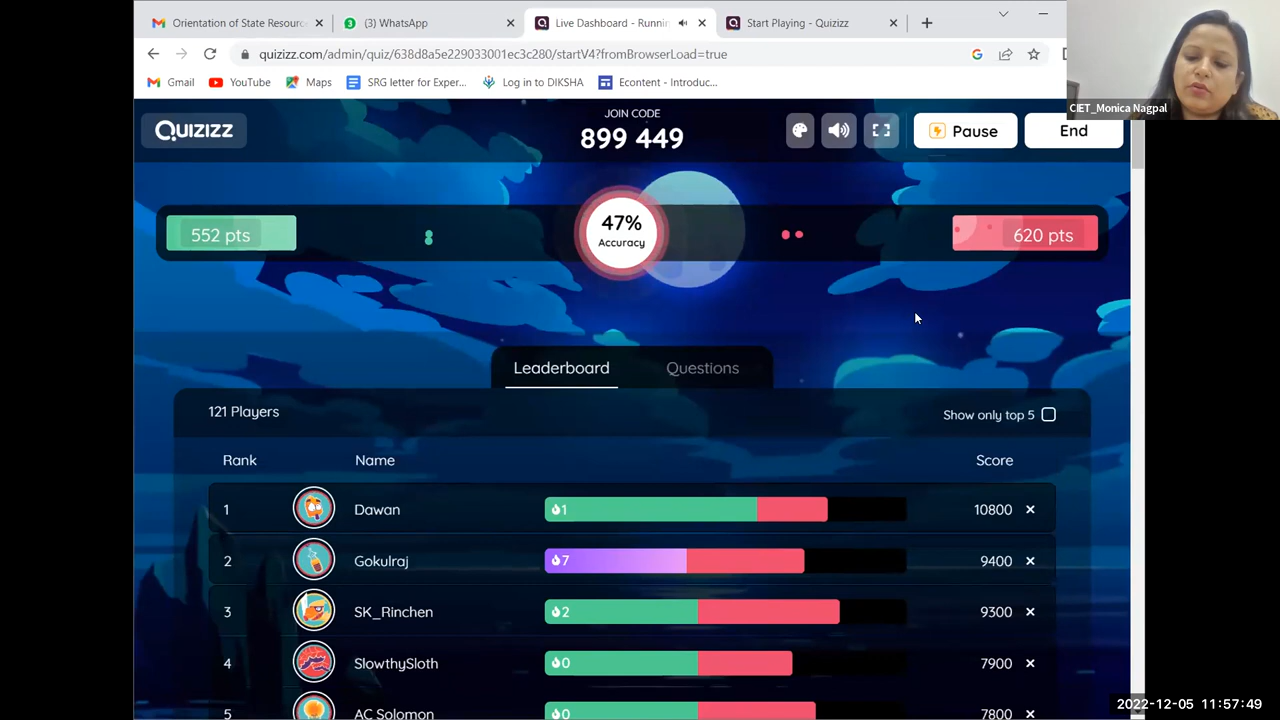 Orientation of State Resourc
(3) WhatsApp
Live Dashboard - Runnin
Start Playing - Quizizz
quizizz.com/admin/quiz/638d8a5e229033001ec3c280/startV4?fromBrowserLoad=true
Gmail
YouTube
Maps
SRG letter for Exper...
Log in to DIKSHA
Econtent - Introduc...
CIET_Monica Nagpal
QUIZIZZ
JOIN CODE
899 449
Pause
End
552 pts
47%
Accuracy
620 pts
Leaderboard
Questions
121 Players
Show only top 5
Rank Name Score
1 Dawan 1 10800
2 Gokulraj 7 9400
3 SK_Rinchen 2 9300
4 SlowthySloth 0 7900
5 AC Solomon 0 7800
2022-12-05 11:57:49